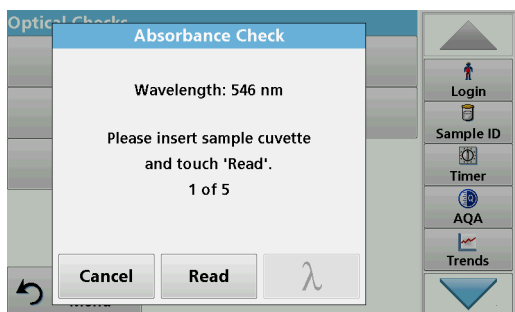 Optical Checks
Absorbance Check
Wavelength: 546 nm
Please insert sample cuvette
and touch 'Read'.
1 of 5
Cancel
Read
λ
Menu
Login
Sample ID
Timer
AQA
Trends